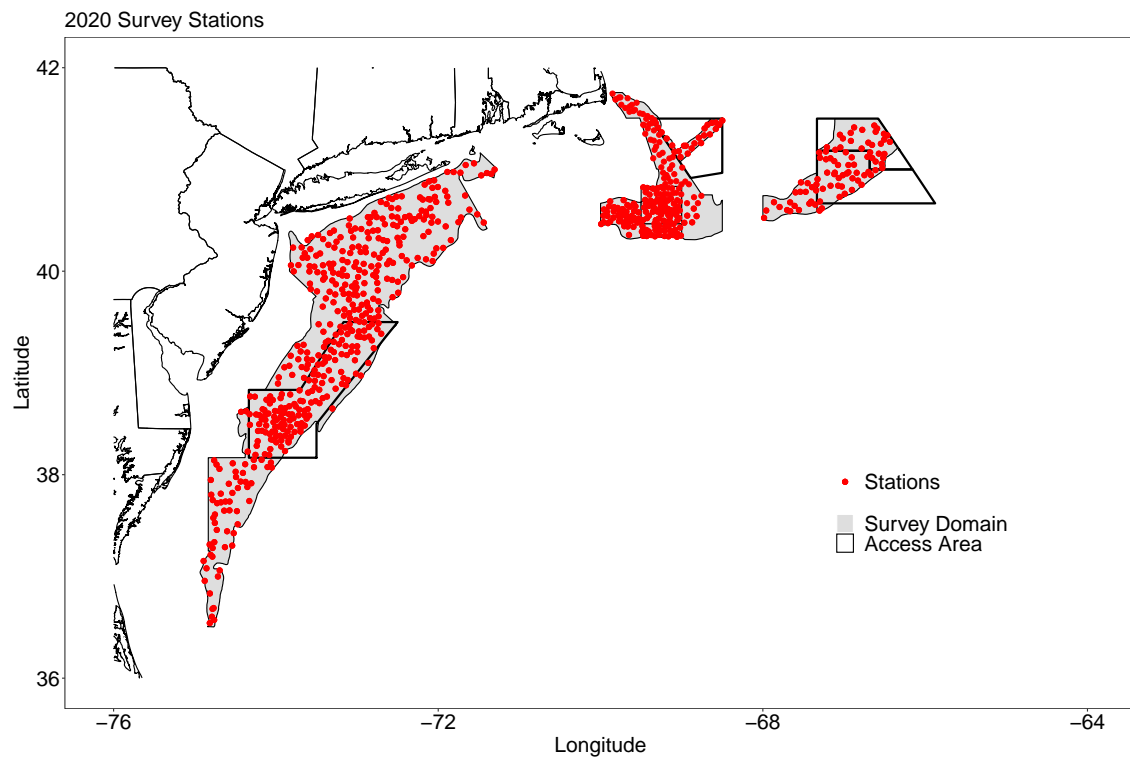 2020 Survey Stations
42
40
38
36
Latitude
Stations
Survey Domain
Access Area
−76
−72
−68
−64
Longitude